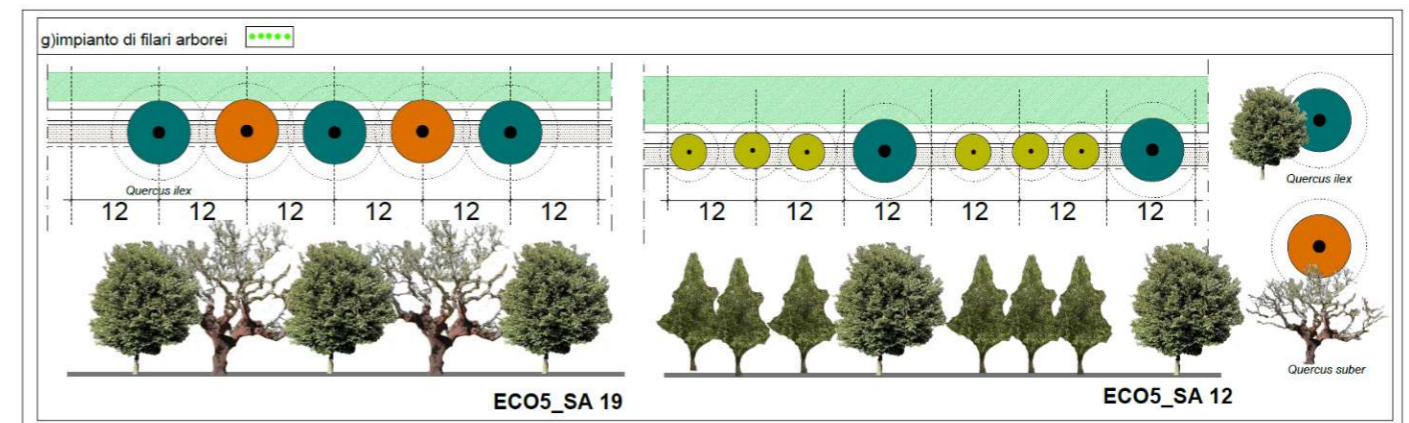 g)impianto di filari arborei
Quercus ilex
12 12 12 12 12 12
12 12 12 12 12 12
Quercus ilex
Quercus suber
ECO5_SA 19
ECO5_SA 12